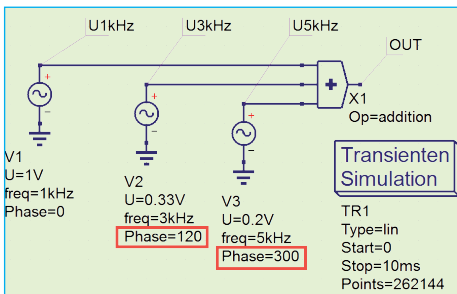 U1kHz
U3kHz
U5kHz
OUT
+
X1
Op=addition
V1
U=1V
freq=1kHz
Phase=0
V2
U=0.33V
freq=3kHz
Phase=120
V3
U=0.2V
freq=5kHz
Phase=300
Transienten
Simulation
TR1
Type=lin
Start=0
Stop=10ms
Points=262144